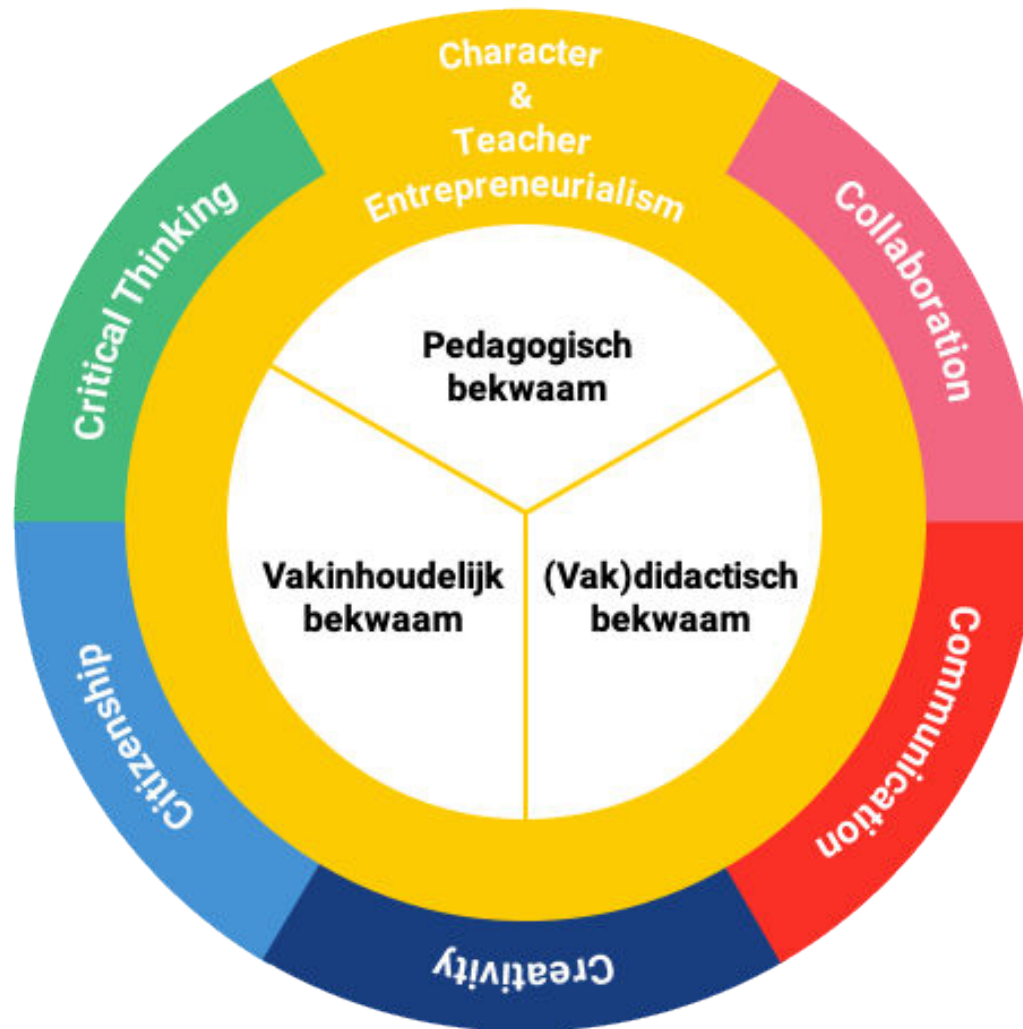 Character
&
Teacher
Entrepreneurialism
Collaboration
Communication
Creativity
Citizenship
Critical Thinking
Pedagogisch
bekwaam
Vakinhoudelijk
bekwaam
(Vak)didactisch
bekwaam